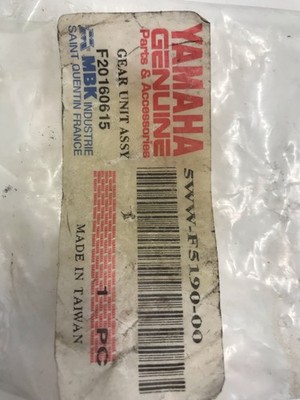 YAMAHA
GENUINE
Parts & Accessories
MBK INDUSTRIE
SAINT QUENTIN FRANCE
5WW-F5190-00
GEAR UNIT ASSY
F20160615
1 PC
MADE IN TAIWAN